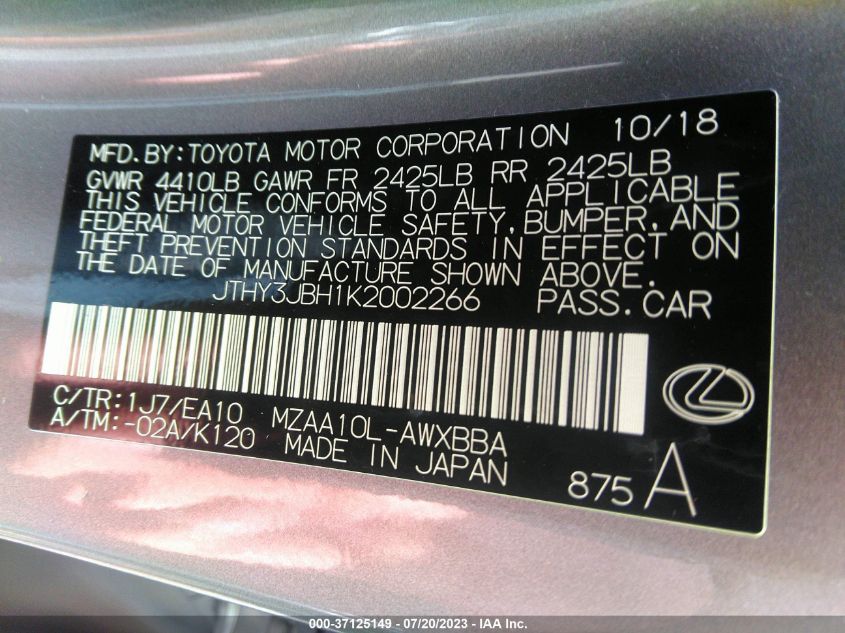 MFD.BY:TOYOTA MOTOR CORPORATION 10/18
GVWR 4410LB GAWR FR 2425LB RR 2425LB
THIS VEHICLE CONFORMS TO ALL APPLICABLE
FEDERAL MOTOR VEHICLE SAFETY, BUMPER, AND
THEFT PREVENTION STANDARDS IN EFFECT ON
THE DATE OF MANUFACTURE SHOWN ABOVE.
JTHY3JBH1K2002266 PASS.CAR
C/TR:1J7/EA10 MZAA10L-AWXBBA
A/TM:-02A/K120 MADE IN JAPAN
875 A
000-37125149 — 07/20/2023 — IAA Inc.